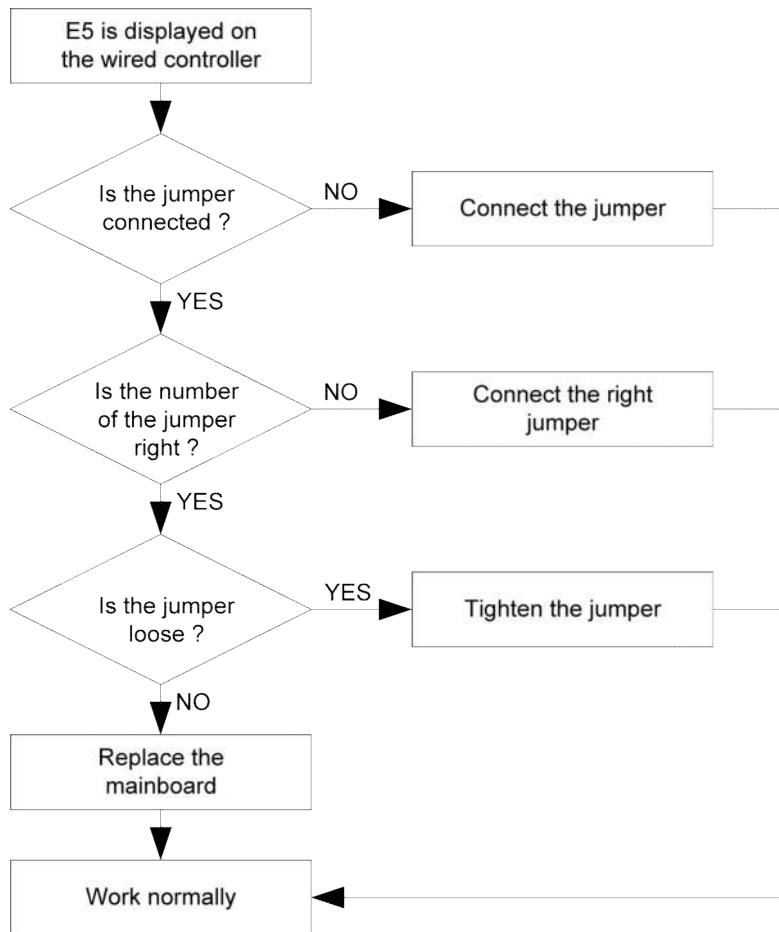 E5 is displayed on
the wired controller
Is the jumper
connected ?
NO
Connect the jumper
YES
Is the number
of the jumper
right ?
NO
Connect the right
jumper
YES
Is the jumper
loose ?
YES
Tighten the jumper
NO
Replace the
mainboard
Work normally